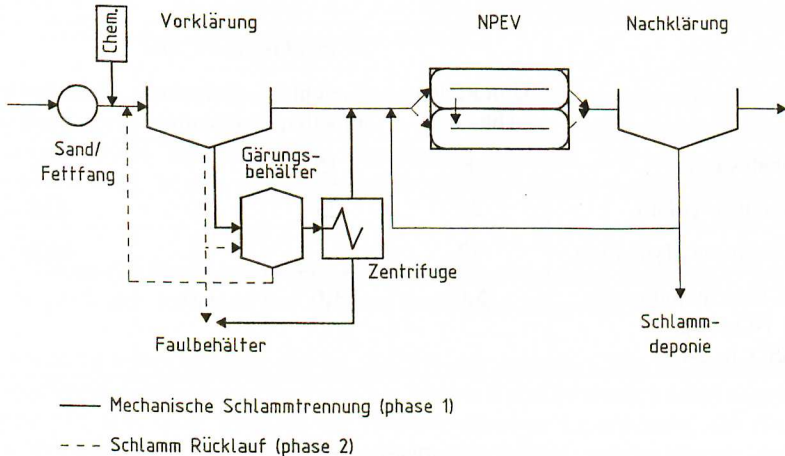 Chem.
Vorklärung
NPEV
Nachklärung
Sand/
Fettfang
Gärungs-
behälfer
Zentrifuge
Faulbehälter
Schlamm-
deponie
Mechanische Schlammtrennung (phase 1)
Schlamm Rücklauf (phase 2)